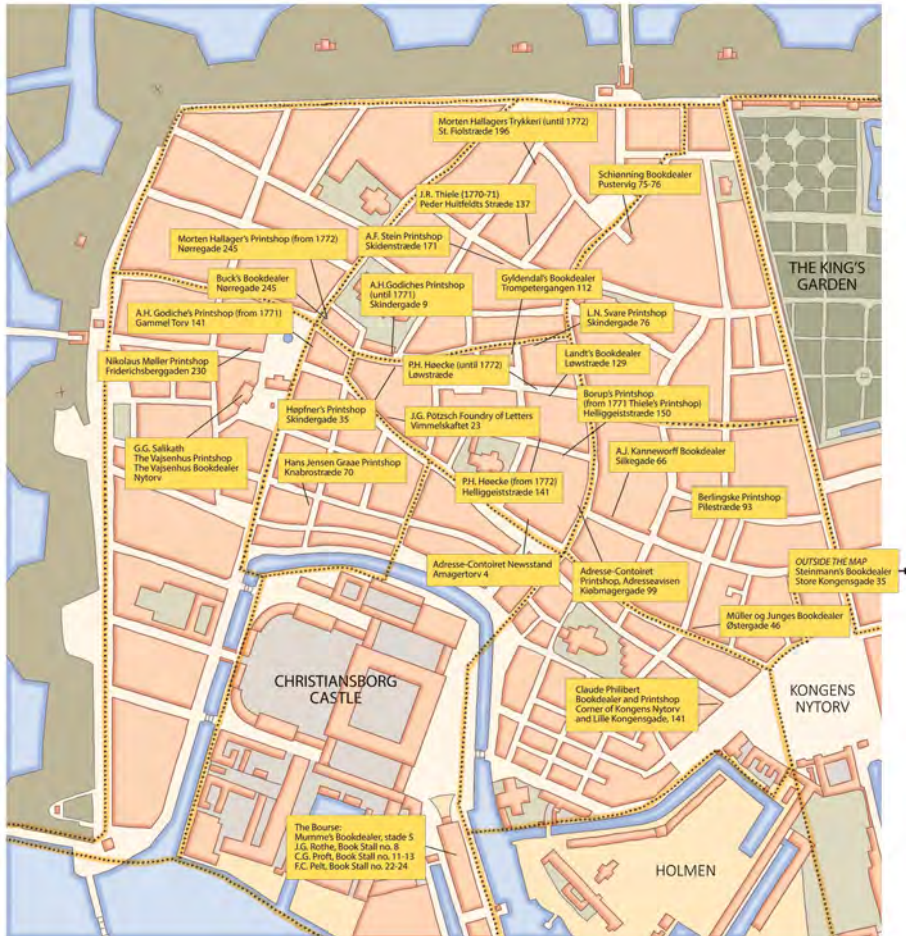 Morten Hallagers Trykkeri (until 1772)
St. Fiolstræde 196
Schiønning Bookdealer
Pustervig 75-76
J.R. Thiele (1770-71)
Peder Huitfeldts Stræde 137
Morten Hallager's Printshop (from 1772)
Nørregade 245
A.F. Stein Printshop
Skidenstræde 171
THE KING'S
GARDEN
Buck's Bookdealer
Nørregade 245
A.H.Godiches Printshop
(until 1771)
Skindergade 9
Gyldendal's Bookdealer
Trompetergangen 112
A.H. Godiche's Printshop (from 1771)
Gammel Torv 141
L.N. Svare Printshop
Skindergade 76
Nikolaus Møller Printshop
Friderichsberggaden 230
P.H. Høecke (until 1772)
Løwstræde
Landt's Bookdealer
Løwstræde 129
Høpfner's Printshop
Skindergade 35
J.G. Pötzsch Foundry of Letters
Vimmelskaftet 23
Borup's Printshop
(from 1771 Thiele's Printshop)
Helliggeiststræde 150
G.G. Salikath
The Vajsenhus Printshop
The Vajsenhus Bookdealer
Nytorv
Hans Jensen Graae Printshop
Knabrostræde 70
A.J. Kanneworff Bookdealer
Silkegade 66
P.H. Høecke (from 1772)
Helliggeiststræde 141
Berlingske Printshop
Pilestræde 93
Adresse-Contoiret Newsstand
Amagertorv 4
Adresse-Contoiret
Printshop, Adresseavisen
Kiøbmagergade 99
OUTSIDE THE MAP
Steinmann's Bookdealer
Store Kongensgade 35
Müller og Junges Bookdealer
Østergade 46
CHRISTIANSBORG
CASTLE
Claude Philibert
Bookdealer and Printshop
Corner of Kongens Nytorv
and Lille Kongensgade, 141
KONGENS
NYTORV
The Bourse:
Mumme's Bookdealer, stade 5
J.G. Rothe, Book Stall no. 8
C.G. Proft, Book Stall no. 11-13
F.C. Pelt, Book Stall no. 22-24
HOLMEN